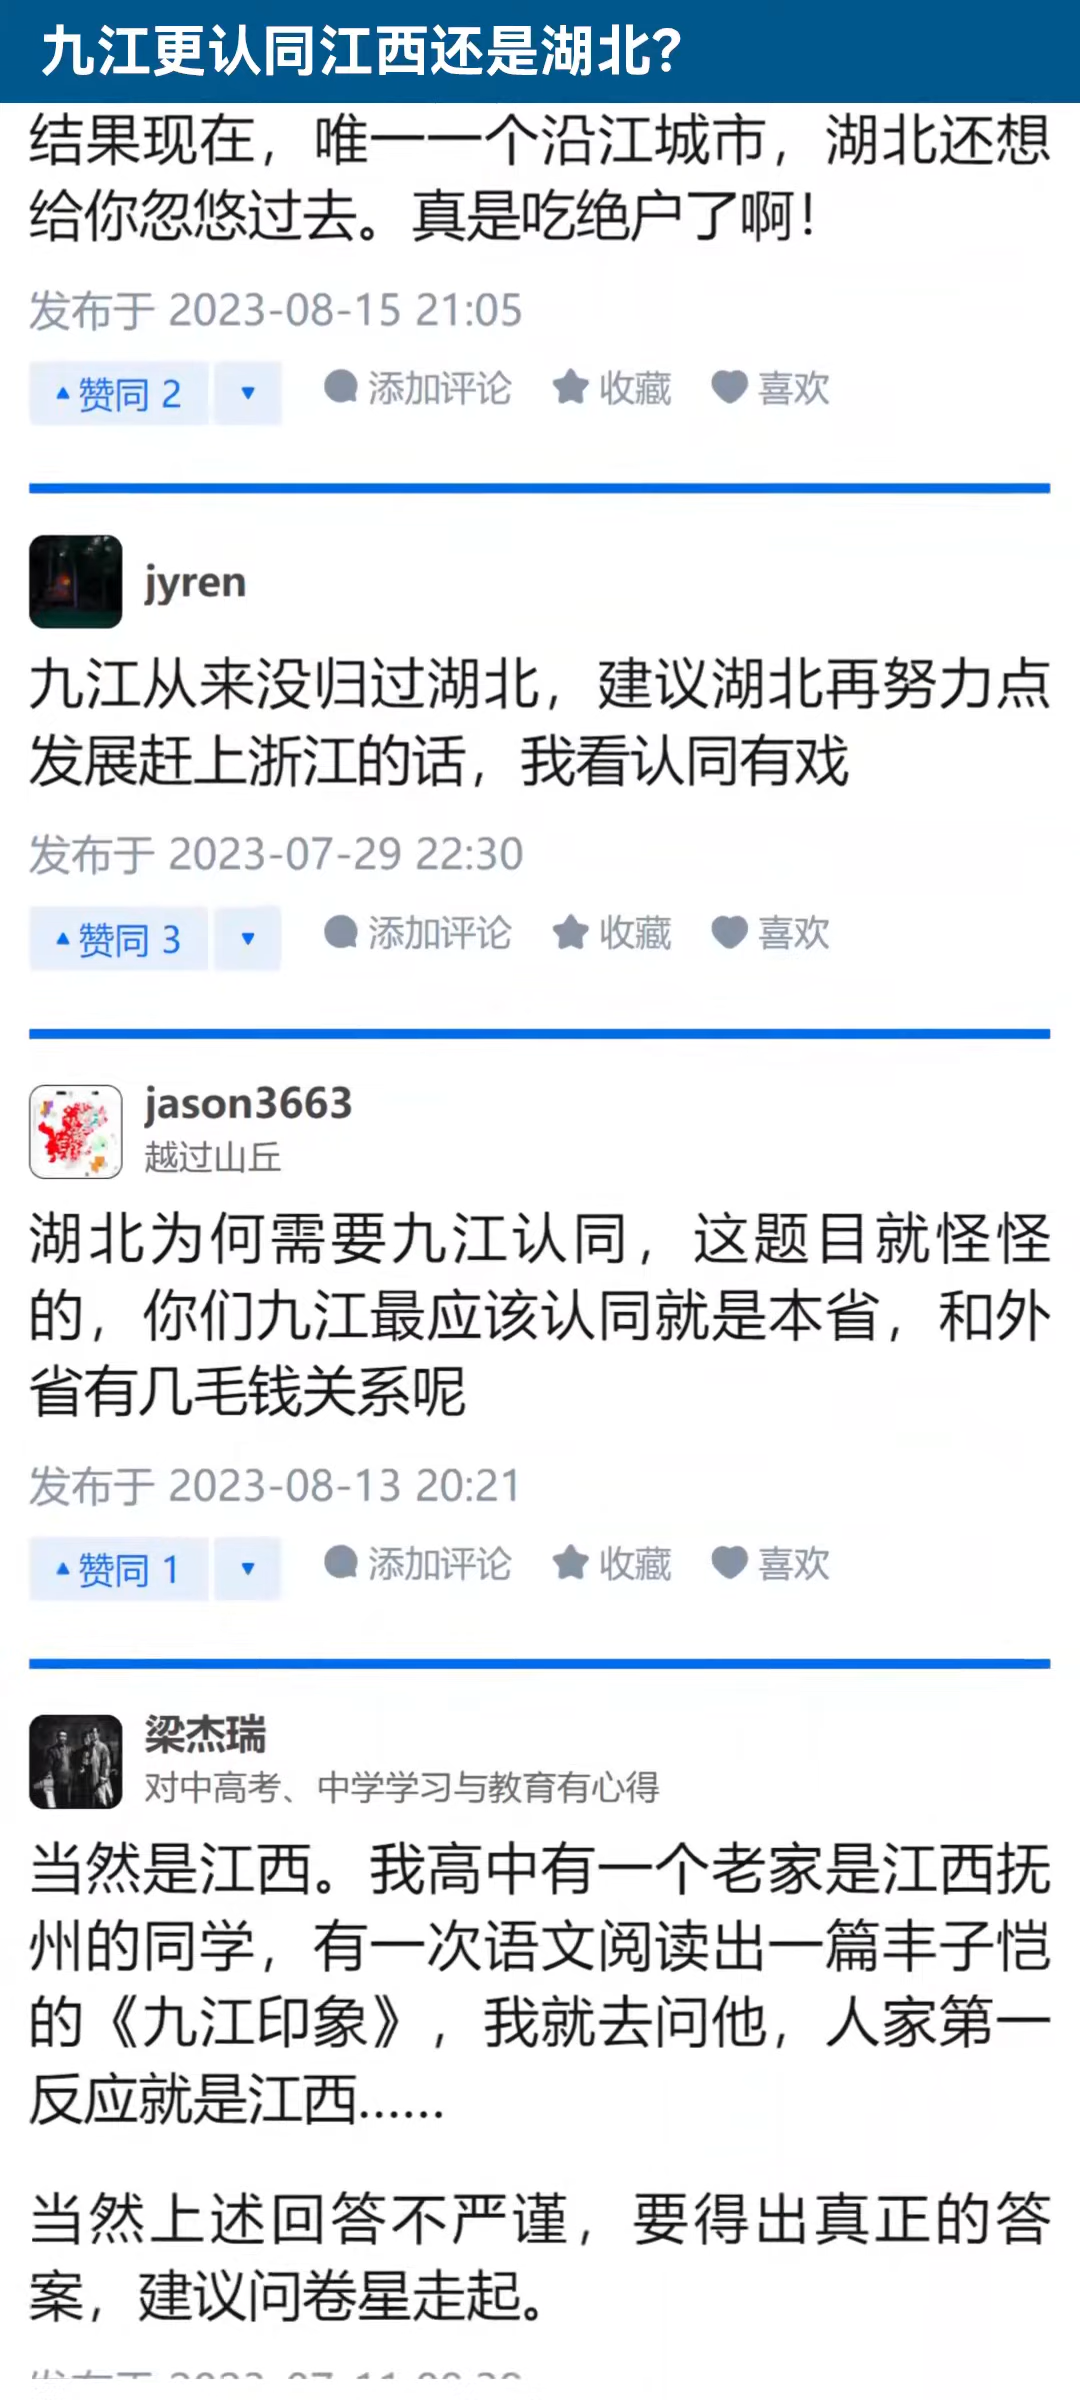 九江更认同江西还是湖北?
结果现在，唯一一个沿江城市，湖北还想
给你忽悠过去。真是吃绝户了啊！
发布于 2023-08-15 21:05
赞同 2 添加评论 收藏 喜欢
jyren
九江从来没归过湖北，建议湖北再努力点
发展赶上浙江的话，我看认同有戏
发布于 2023-07-29 22:30
赞同 3 添加评论 收藏 喜欢
jason3663
越过山丘
湖北为何需要九江认同，这题目就怪怪
的，你们九江最应该认同就是本省，和外
省有几毛钱关系呢
发布于 2023-08-13 20:21
赞同 1 添加评论 收藏 喜欢
梁杰瑞
对中高考、中学学习与教育有心得
当然是江西。我高中有一个老家是江西抚
州的同学，有一次语文阅读出一篇丰子恺
的《九江印象》，我就去问他，人家第一
反应就是江西……
当然上述回答不严谨，要得出真正的答
案，建议问卷星走起。